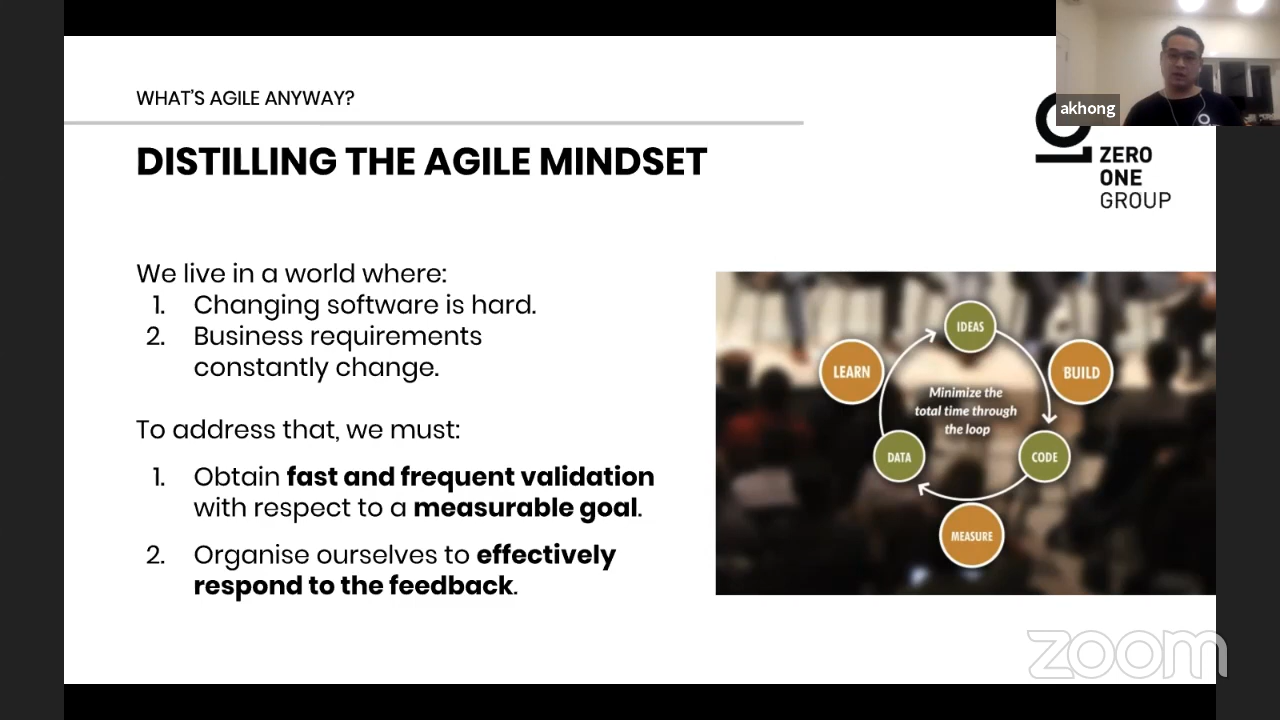 WHAT'S AGILE ANYWAY?
akhong
DISTILLING THE AGILE MINDSET
ZERO
ONE
GROUP
We live in a world where:
1. Changing software is hard.
2. Business requirements
constantly change.
To address that, we must:
1. Obtain fast and frequent validation
with respect to a measurable goal.
2. Organise ourselves to effectively
respond to the feedback.
IDEAS
LEARN
BUILD
Minimize the
total time through
the loop
DATA
CODE
MEASURE
zoom